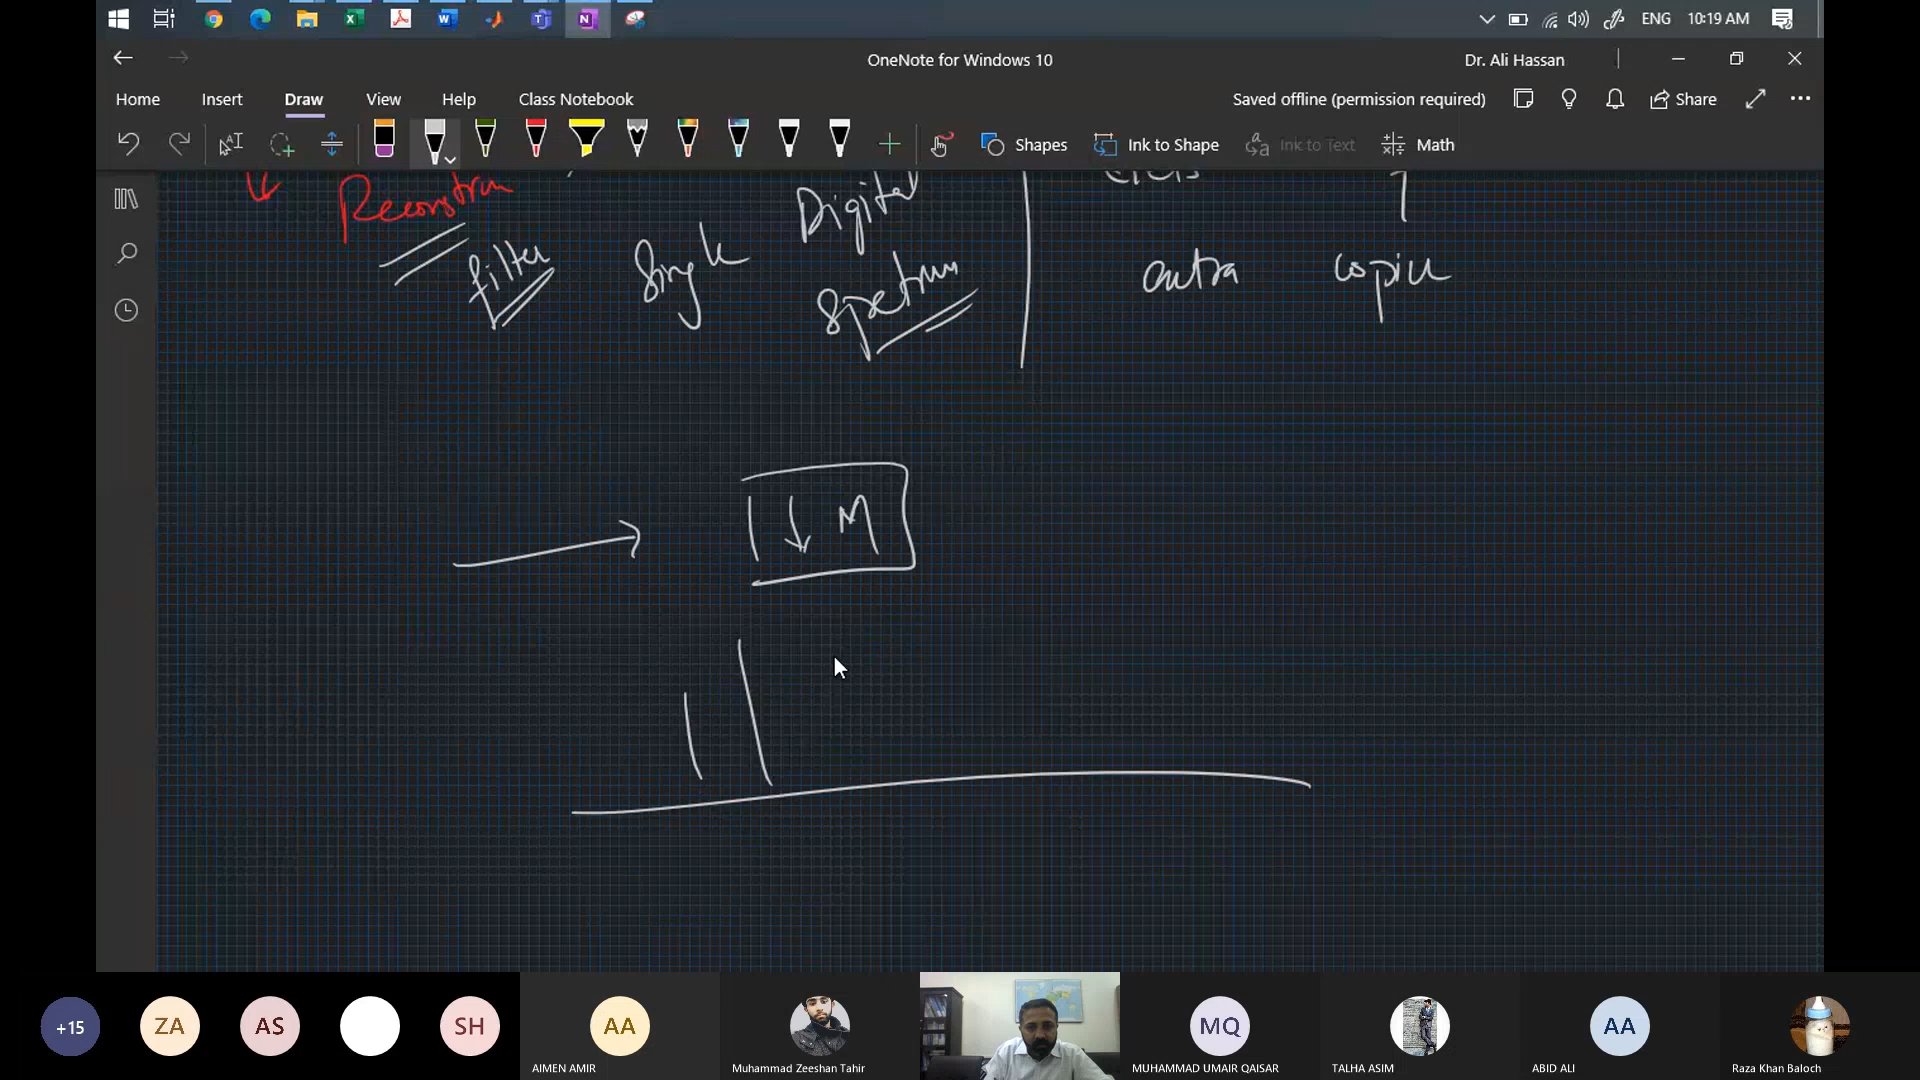 ENG 10:19 AM
OneNote for Windows 10
Dr. Ali Hassan
Home Insert Draw View Help Class Notebook
Saved offline (permission required)
Share
Shapes
Ink to Shape
Ink to Text
Math
Digital
filter
Single
Spectrum
extra copies
↓ M
+15
ZA
AS
SH
AA
MQ
AA
AIMEN AMIR
Muhammad Zeeshan Tahir
MUHAMMAD UMAIR QAISAR
TALHA ASIM
ABID ALI
Raza Khan Baloch